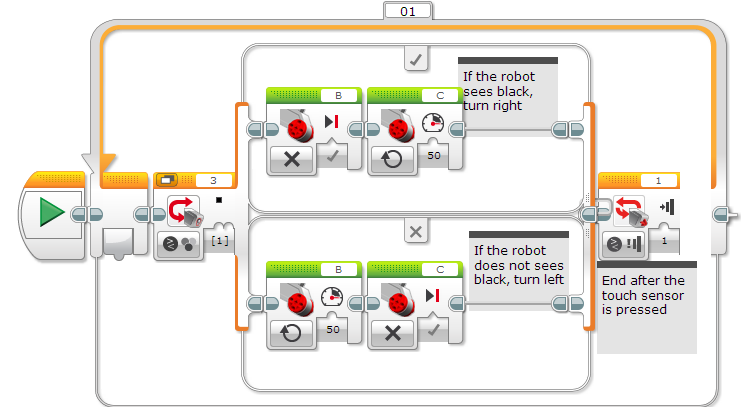 01
B
C
50
If the robot
sees black,
turn right
3
[1]
1
1
B
50
C
If the robot
does not sees
black, turn left
End after the
touch sensor
is pressed